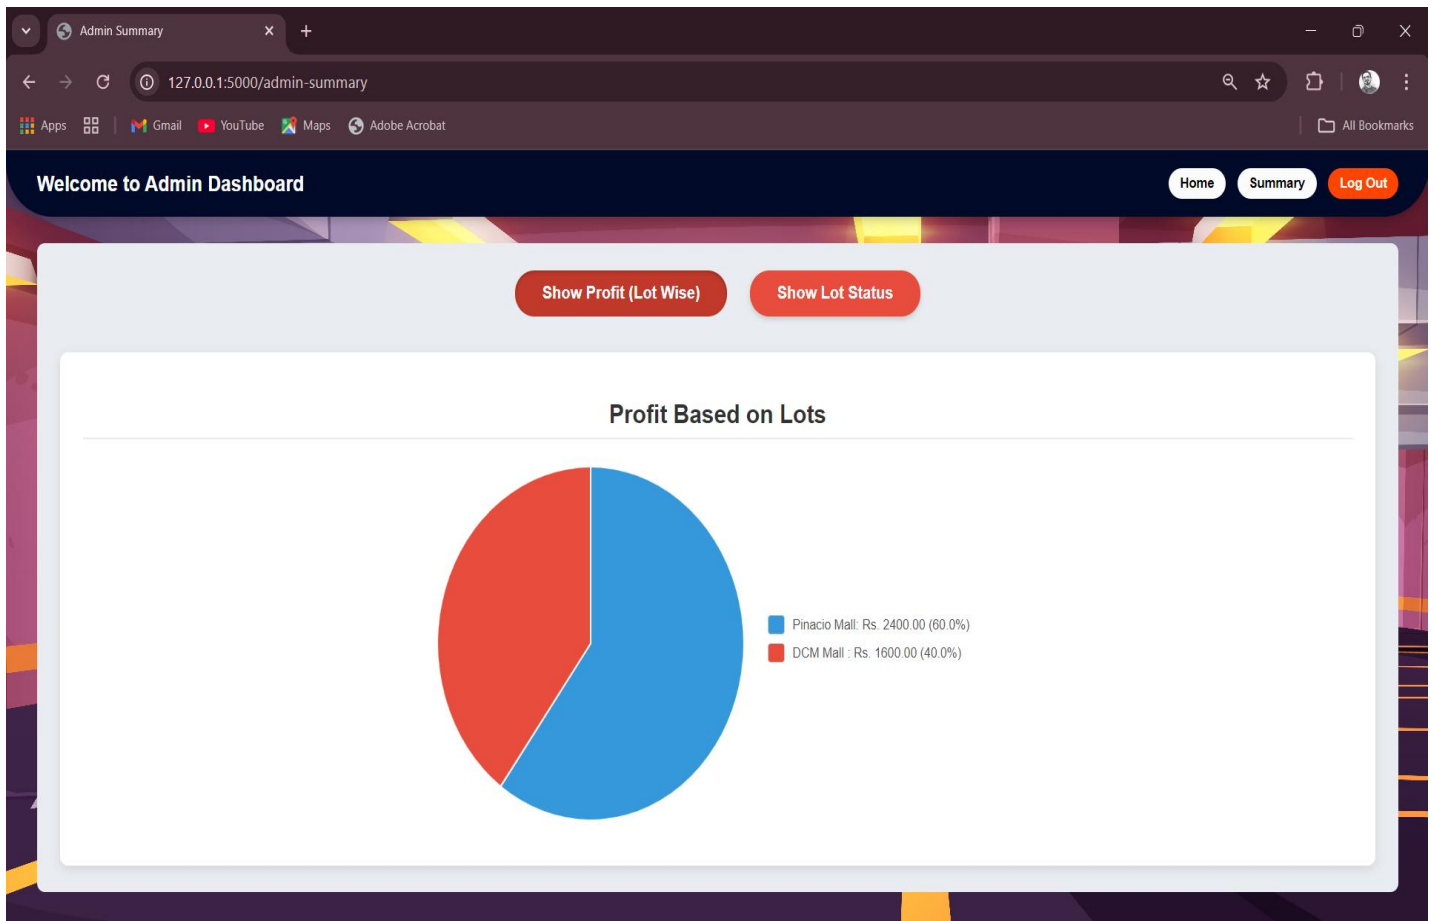 Admin Summary
127.0.0.1:5000/admin-summary
Apps Gmail YouTube Maps Adobe Acrobat All Bookmarks
Welcome to Admin Dashboard Home Summary Log Out
Show Profit (Lot Wise) Show Lot Status
Profit Based on Lots
Pinacio Mall: Rs. 2400.00 (60.0%)
DCM Mall : Rs. 1600.00 (40.0%)